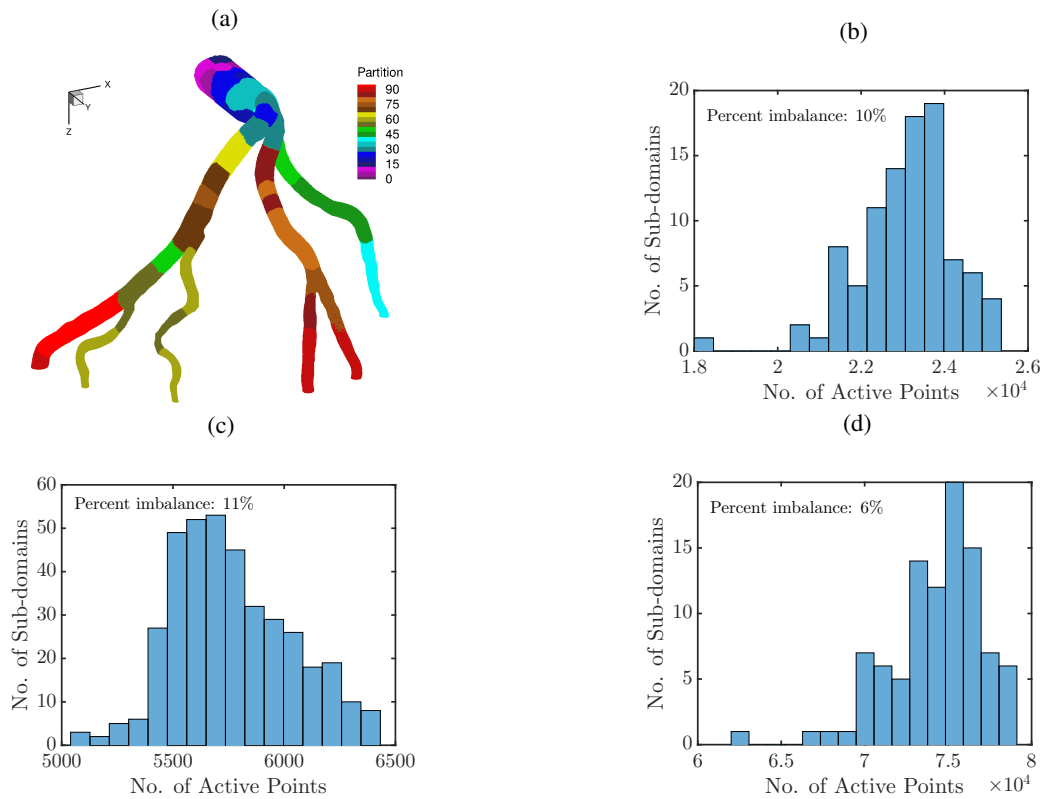 (a)
X
Y
Z
Partition
90
75
60
45
30
15
0
(b)
Percent imbalance: 10%
No. of Sub-domains
20
15
10
5
0
1.8
2
2.2
2.4
2.6
No. of Active Points
×10^4
(c)
Percent imbalance: 11%
No. of Sub-domains
60
50
40
30
20
10
0
5000
5500
6000
6500
No. of Active Points
(d)
Percent imbalance: 6%
No. of Sub-domains
20
15
10
5
0
6
6.5
7
7.5
8
No. of Active Points
×10^4